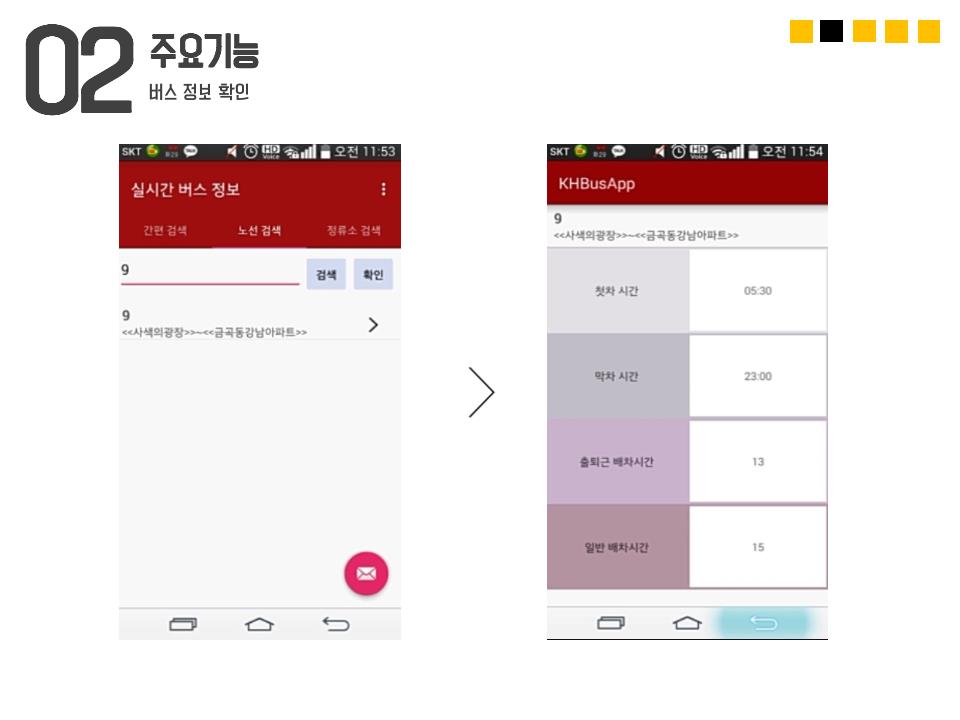 02 주요기능
버스 정보 확인
SKT 오전 11:53
실시간 버스 정보
간편 검색 노선 검색 정류소 검색
9 검색 확인
9
<<사색의광장>>~<<금곡동강남아파트>>
SKT 오전 11:54
KHBusApp
9
<<사색의광장>>~<<금곡동강남아파트>>
첫차 시간 05:30
막차 시간 23:00
출퇴근 배차시간 13
일반 배차시간 15